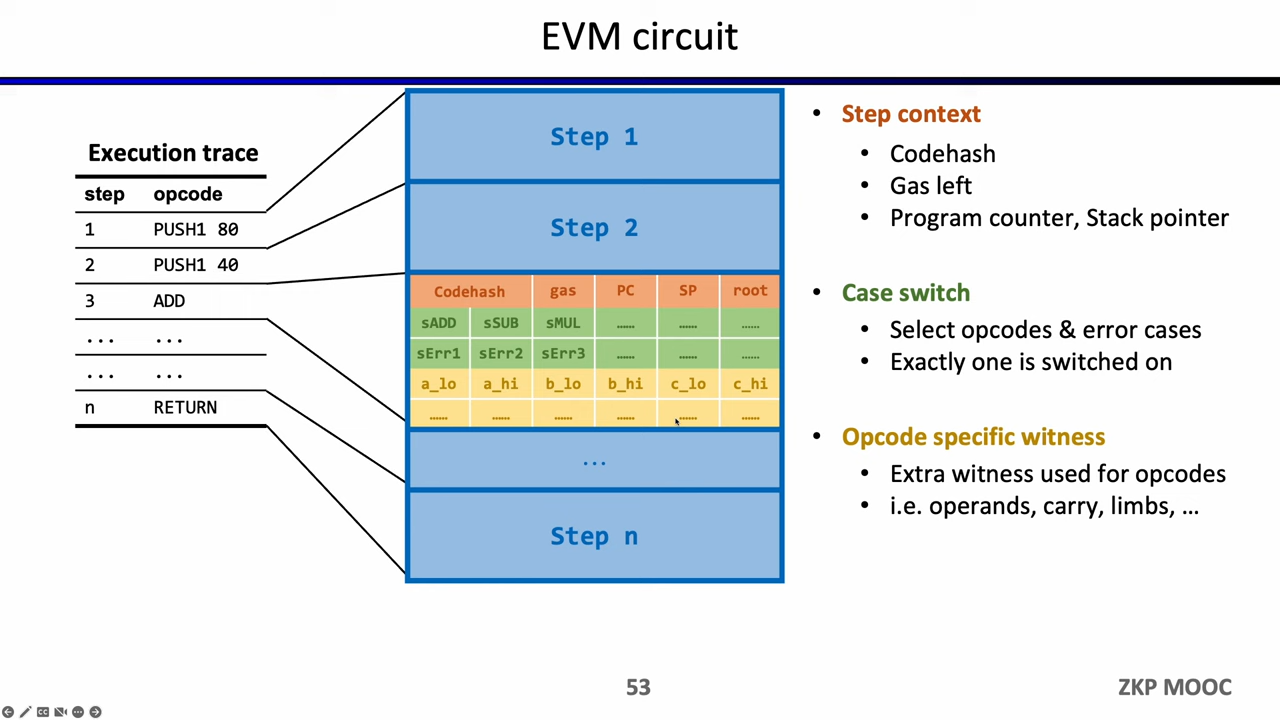 EVM circuit
Execution trace
step opcode
1 PUSH1 80
2 PUSH1 40
3 ADD
... ...
... ...
n RETURN
Step 1
Step 2
Codehash gas PC SP root
sADD sSUB sMUL …… …… ……
sErr1 sErr2 sErr3 …… …… ……
a_lo a_hi b_lo b_hi c_lo c_hi
…… …… …… …… …… ……
...
Step n
• Step context
• Codehash
• Gas left
• Program counter, Stack pointer
• Case switch
• Select opcodes & error cases
• Exactly one is switched on
• Opcode specific witness
• Extra witness used for opcodes
• i.e. operands, carry, limbs, …
53
ZKP MOOC